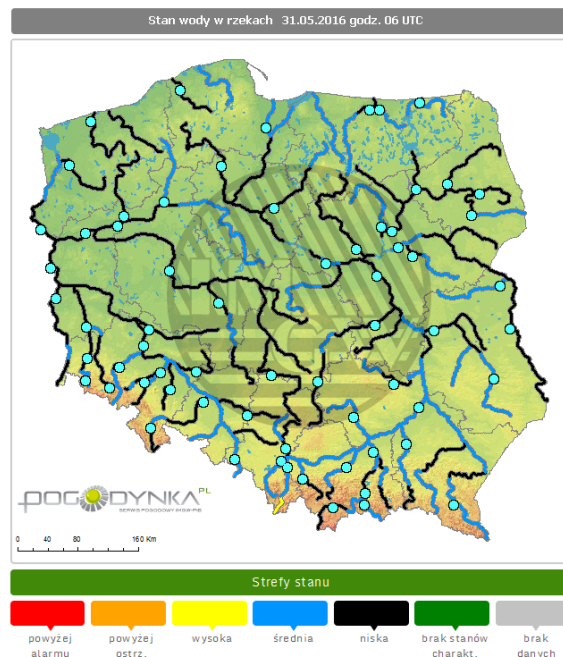 Stan wody w rzekach 31.05.2016 godz. 06 UTC
POGODYNKA.PL
SERWIS POGODOWY IMGW-PIB
0 40 80 160 Km
Strefy stanu
powyżej alarmu
powyżej ostrz.
wysoka
średnia
niska
brak stanów charakt.
brak danych